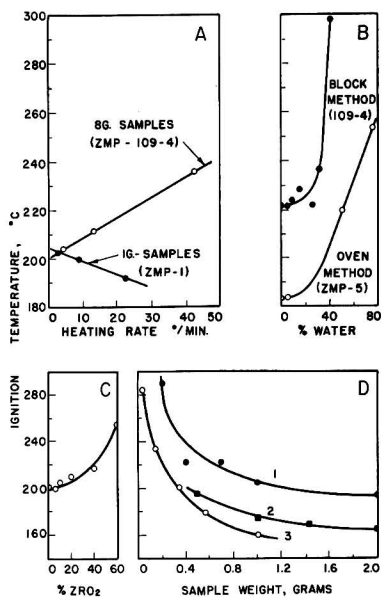 300
280
260
240
220
200
180
TEMPERATURE, °C
A
8G. SAMPLES
(ZMP - 109-4)
1G.- SAMPLES
(ZMP-1)
0 10 20 30 40 50
HEATING RATE °/MIN.
B
BLOCK
METHOD
(109-4)
OVEN
METHOD
(ZMP-5)
0 20 40 60 80
% WATER
IGNITION
280
240
200
160
C
0 20 40 60
% ZRO2
D
1
2
3
0 0.4 0.8 1.2 1.6 2.0
SAMPLE WEIGHT, GRAMS